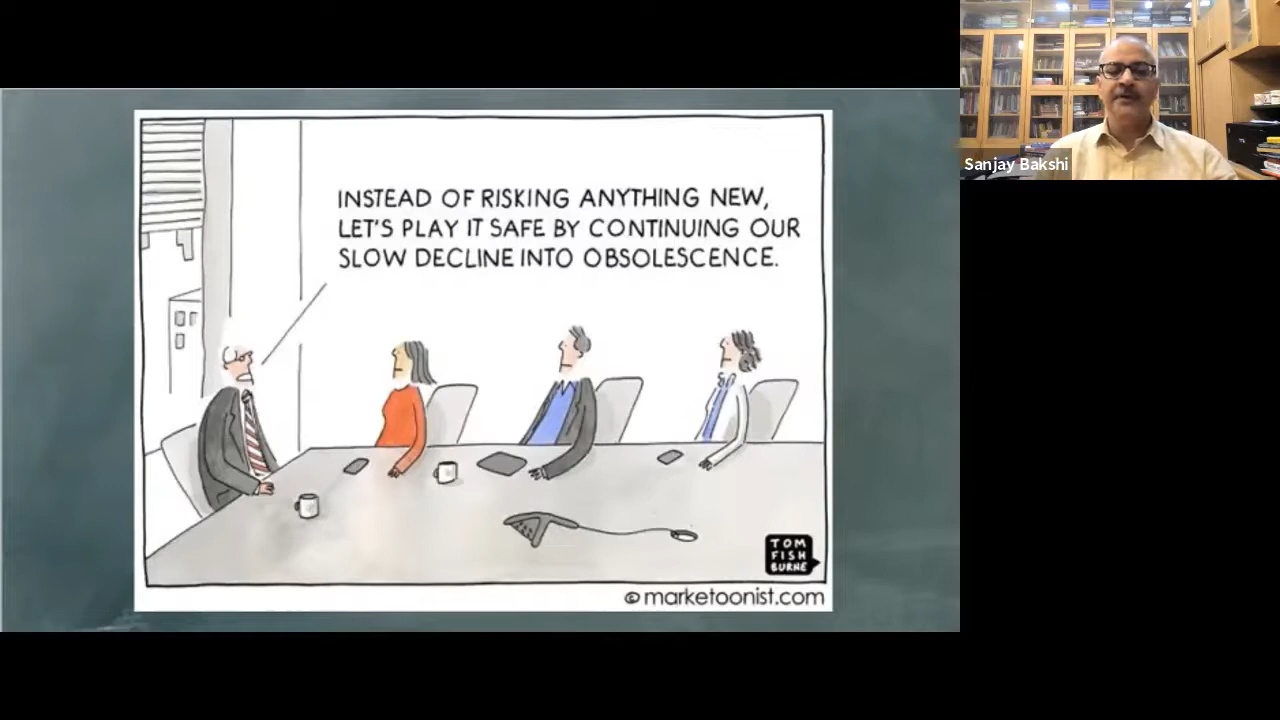 INSTEAD OF RISKING ANYTHING NEW,
LET'S PLAY IT SAFE BY CONTINUING OUR
SLOW DECLINE INTO OBSOLESCENCE.
TOM
FISH
BURNE
© marketoonist.com
Sanjay Bakshi